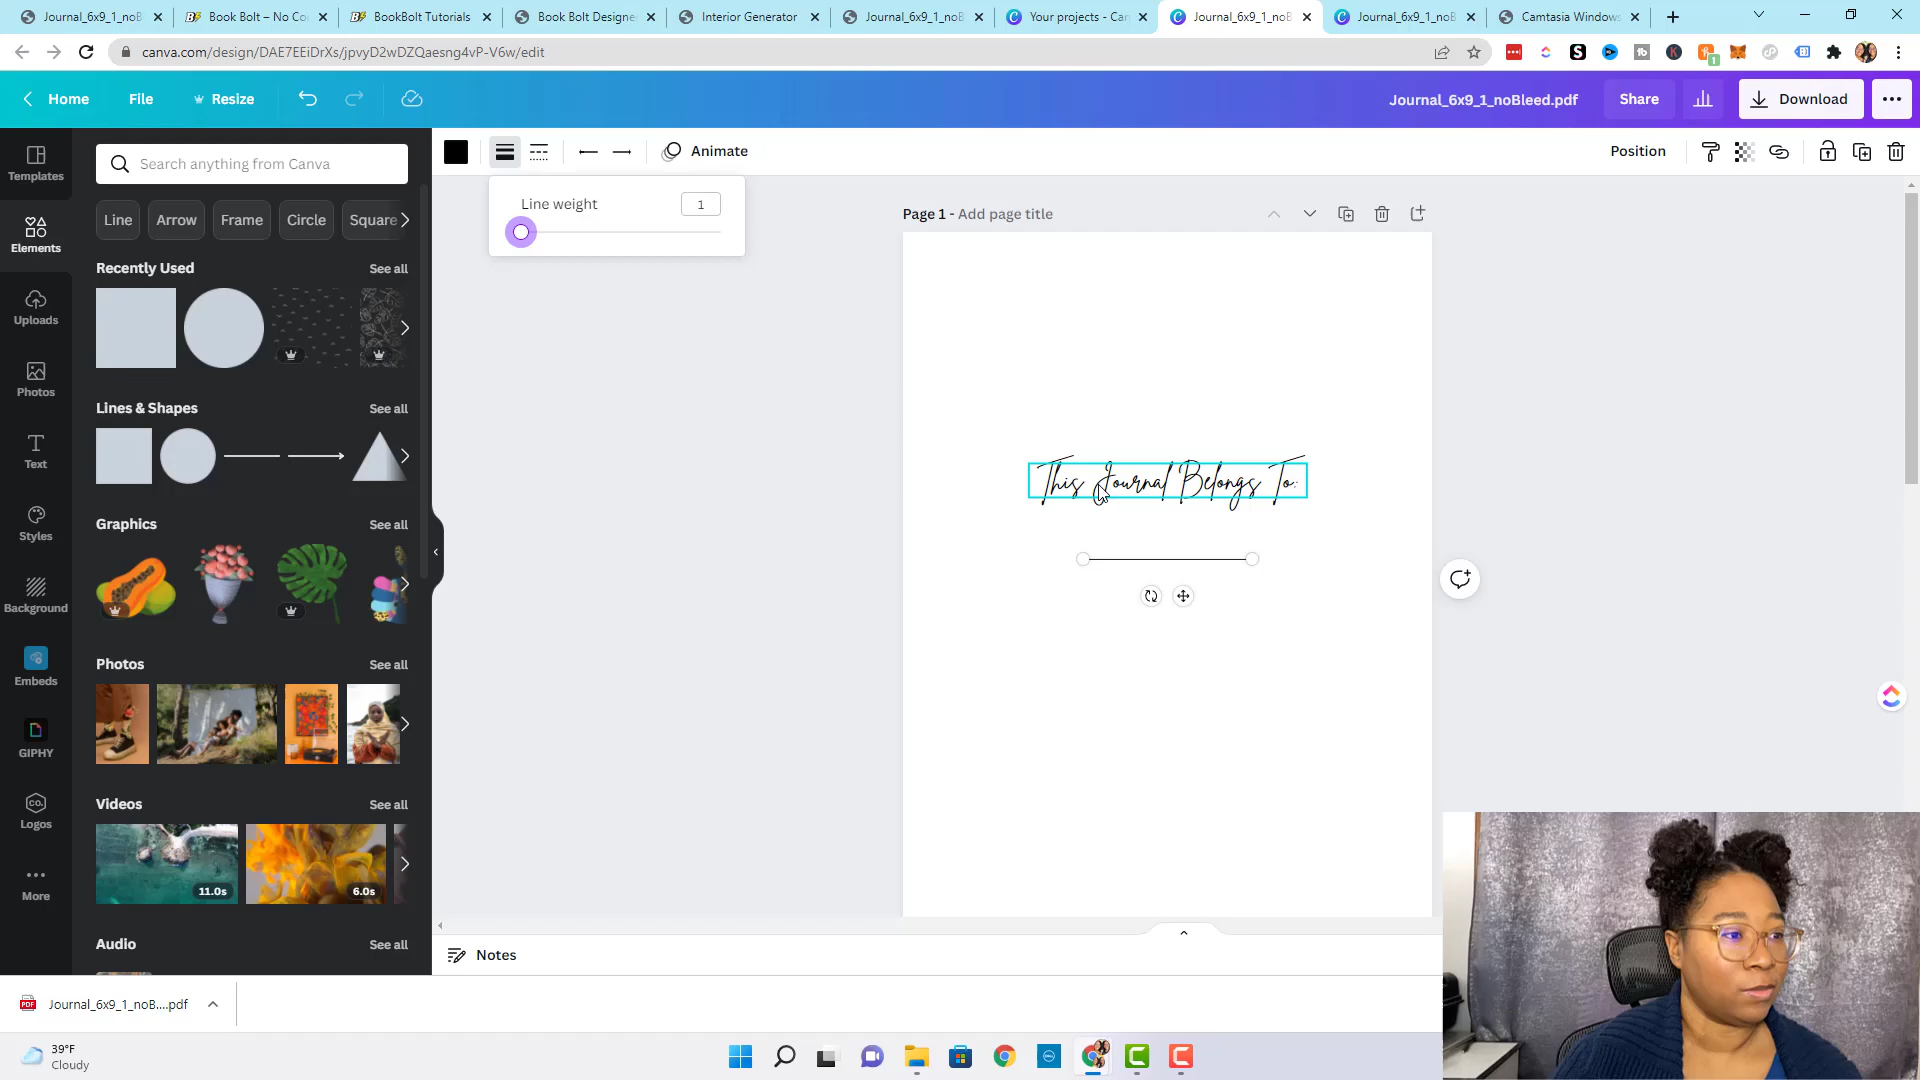 Journal_6x9_1_noB
Book Bolt – No Co
BookBolt Tutorials
Book Bolt Designe
Interior Generator
Journal_6x9_1_noB
Your projects - Can
Journal_6x9_1_noB
Journal_6x9_1_noB
Camtasia Windows
canva.com/design/DAE7EEiDrXs/jpvyD2wDZQaesng4vP-V6w/edit
Home
File
Resize
Journal_6x9_1_noBleed.pdf
Share
Download
Templates
Elements
Uploads
Photos
Text
Styles
Background
Embeds
GIPHY
Logos
More
Search anything from Canva
Line
Arrow
Frame
Circle
Square
Recently Used
See all
Lines & Shapes
See all
Graphics
See all
Photos
See all
Videos
See all
11.0s
6.0s
Audio
See all
Animate
Position
Line weight
1
Page 1 - Add page title
This Journal Belongs To:
Notes
Journal_6x9_1_noB....pdf
39°F
Cloudy